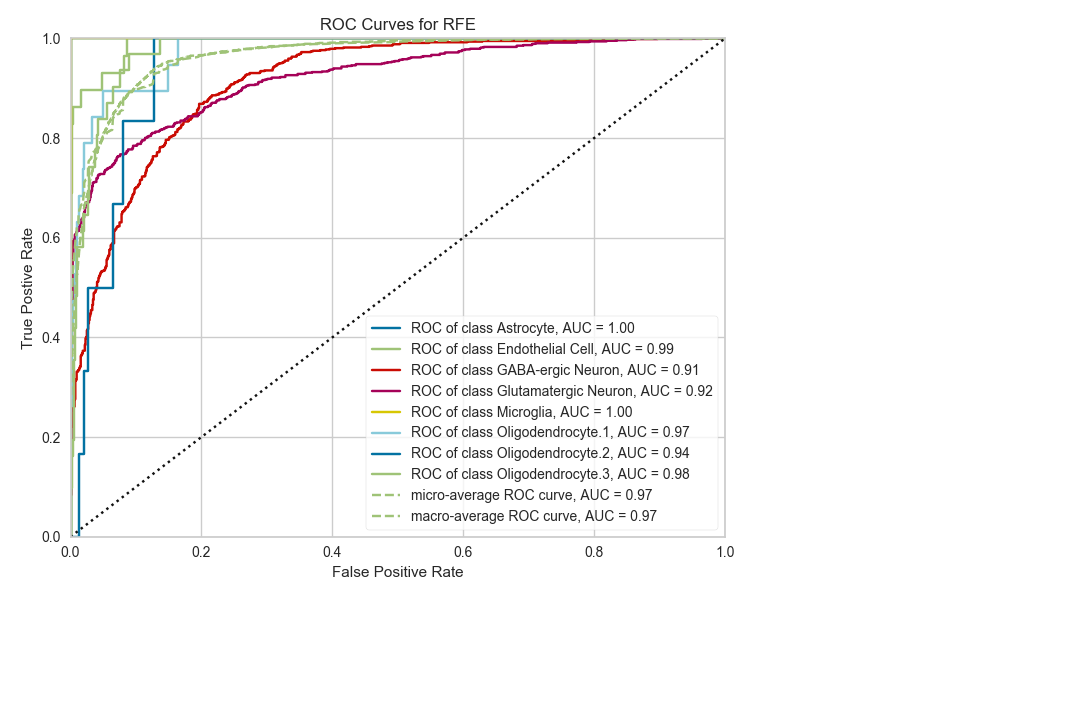 ROC Curves for RFE
True Postive Rate
1.0
0.8
0.6
0.4
0.2
0.0
ROC of class Astrocyte, AUC = 1.00
ROC of class Endothelial Cell, AUC = 0.99
ROC of class GABA-ergic Neuron, AUC = 0.91
ROC of class Glutamatergic Neuron, AUC = 0.92
ROC of class Microglia, AUC = 1.00
ROC of class Oligodendrocyte.1, AUC = 0.97
ROC of class Oligodendrocyte.2, AUC = 0.94
ROC of class Oligodendrocyte.3, AUC = 0.98
micro-average ROC curve, AUC = 0.97
macro-average ROC curve, AUC = 0.97
0.0 0.2 0.4 0.6 0.8 1.0
False Positive Rate